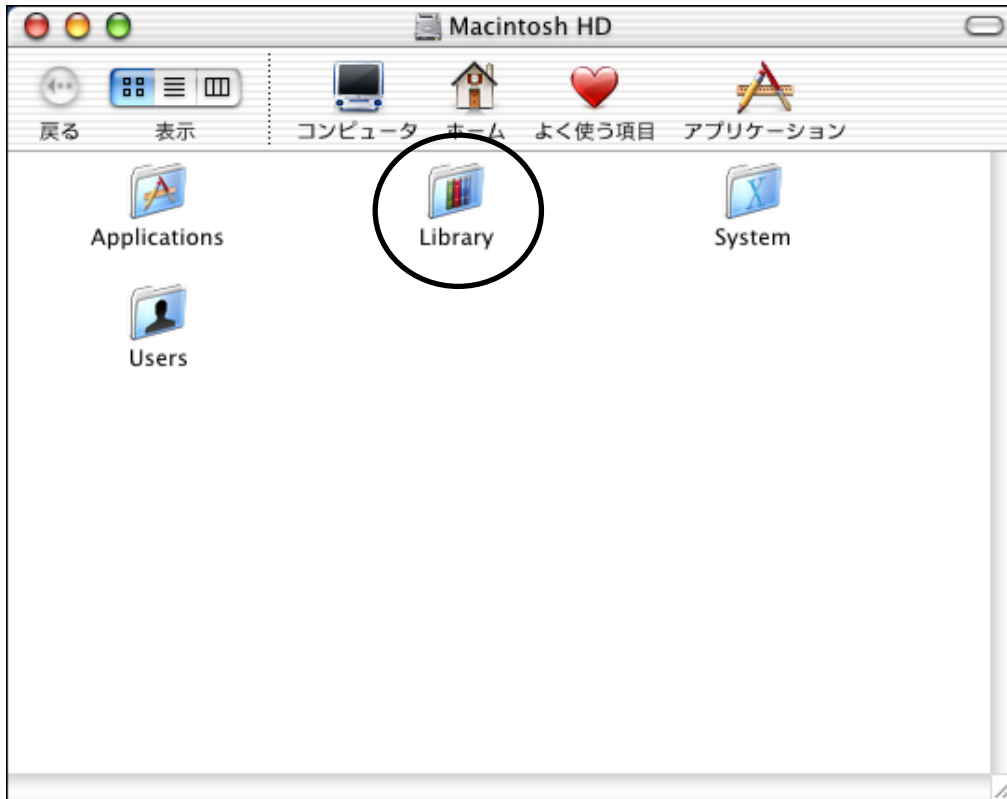 Macintosh HD
戻る 表示 コンピュータ ホーム よく使う項目 アプリケーション
Applications Library System
Users